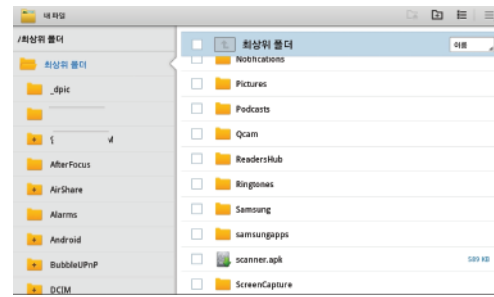 내 파일
/최상위 폴더
최상위 폴더
_dpic
AfterFocus
AirShare
Alarms
Android
BubbleUPnP
DCIM
최상위 폴더
이름
Notifications
Pictures
Podcasts
Qcam
ReadersHub
Ringtones
Samsung
samsungapps
scanner.apk
589 KB
ScreenCapture